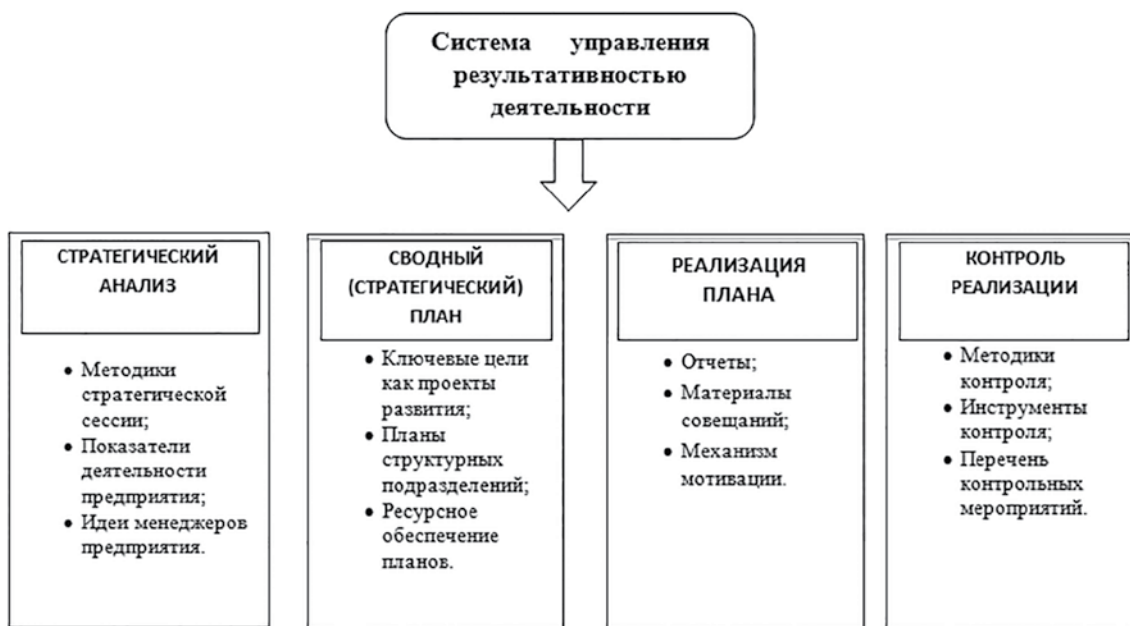 Система управления
результативностью
деятельности
СТРАТЕГИЧЕСКИЙ
АНАЛИЗ
• Методики
стратегической
сессии;
• Показатели
деятельности
предприятия;
• Идеи менеджеров
предприятия.
СВОДНЫЙ
(СТРАТЕГИЧЕСКИЙ)
ПЛАН
• Ключевые цели
как проекты
развития;
• Планы
структурных
подразделений;
• Ресурсное
обеспечение
планов.
РЕАЛИЗАЦИЯ
ПЛАНА
• Отчеты;
• Материалы
совещаний;
• Механизм
мотивации.
КОНТРОЛЬ
РЕАЛИЗАЦИИ
• Методики
контроля;
• Инструменты
контроля;
• Перечень
контрольных
мероприятий.